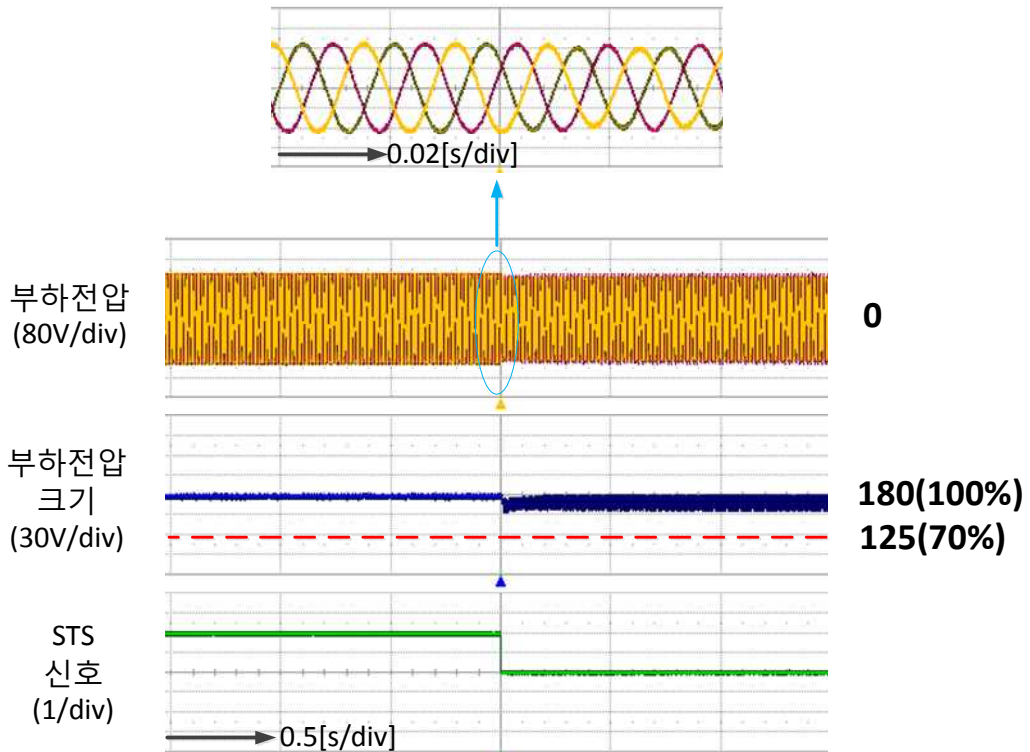 0.02[s/div]
부하전압
(80V/div)
0
부하전압
크기
(30V/div)
180(100%)
125(70%)
STS
신호
(1/div)
0.5[s/div]